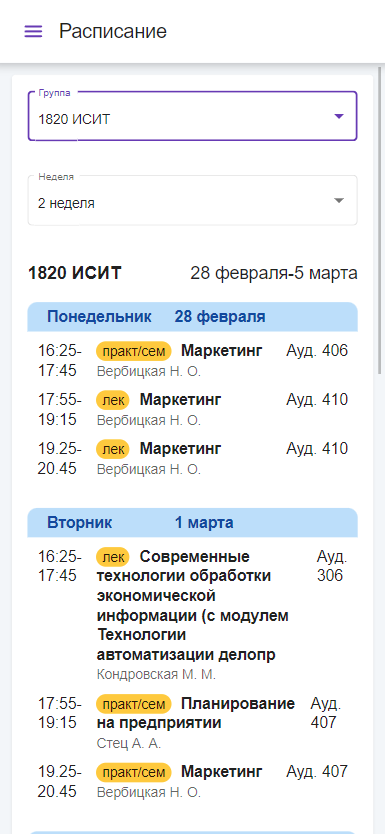 Расписание
Группа
1820 ИСИТ
Неделя
2 неделя
1820 ИСИТ 28 февраля-5 марта
Понедельник 28 февраля
16:25- практ/сем Маркетинг Ауд. 406
17:45 Вербицкая Н. О.
17:55- лек Маркетинг Ауд. 410
19:15 Вербицкая Н. О.
19.25- лек Маркетинг Ауд. 410
20.45 Вербицкая Н. О.
Вторник 1 марта
16:25- лек Современные Ауд.
17:45 технологии обработки 306
экономической
информации (с модулем
Технологии
автоматизации делопр
Кондровская М. М.
17:55- практ/сем Планирование Ауд.
19:15 на предприятии 407
Стец А. А.
19.25- практ/сем Маркетинг Ауд. 407
20.45 Вербицкая Н. О.